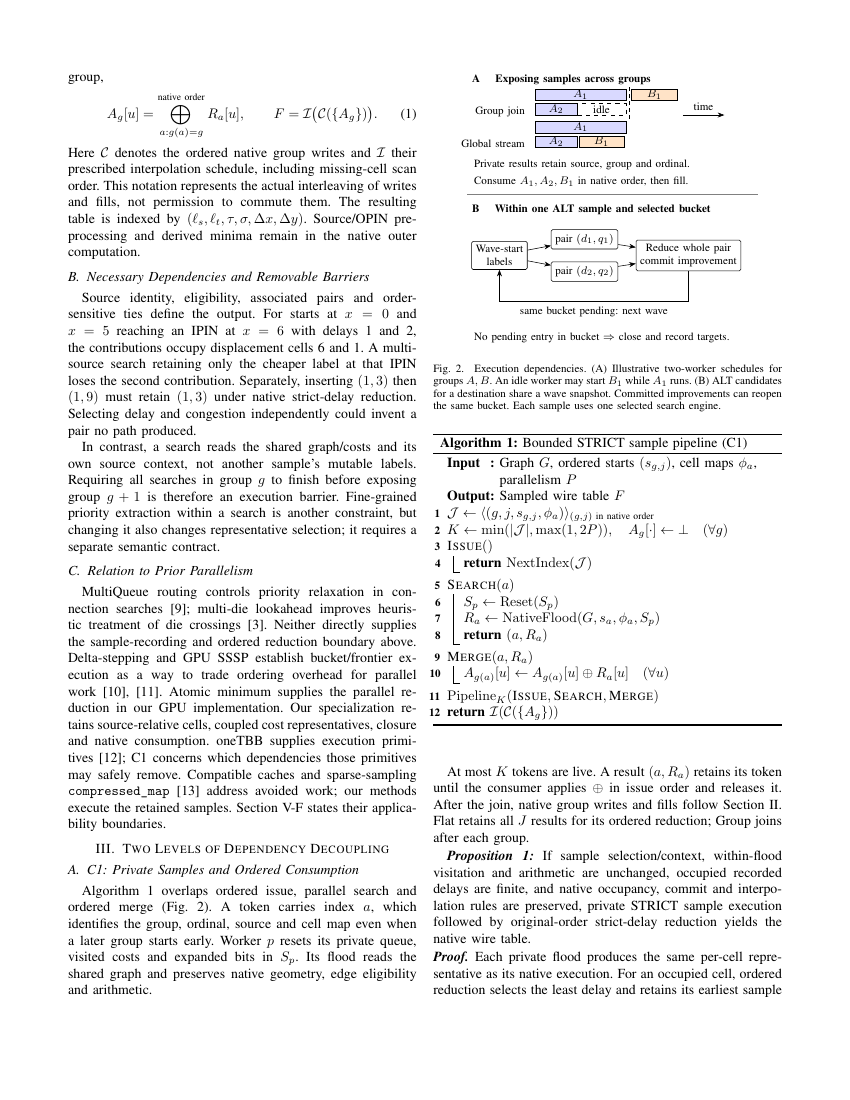 group,
native order
A_g[u] = ⨁ R_a[u],  F = I(C({A_g})).  (1)
a:g(a)=g
Here C denotes the ordered native group writes and I their
prescribed interpolation schedule, including missing-cell scan
order. This notation represents the actual interleaving of writes
and fills, not permission to commute them. The resulting
table is indexed by (ℓ_s, ℓ_t, τ, σ, Δx, Δy). Source/OPIN pre-
processing and derived minima remain in the native outer
computation.
B. Necessary Dependencies and Removable Barriers
Source identity, eligibility, associated pairs and order-
sensitive ties define the output. For starts at x = 0 and
x = 5 reaching an IPIN at x = 6 with delays 1 and 2,
the contributions occupy displacement cells 6 and 1. A multi-
source search retaining only the cheaper label at that IPIN
loses the second contribution. Separately, inserting (1, 3) then
(1, 9) must retain (1, 3) under native strict-delay reduction.
Selecting delay and congestion independently could invent a
pair no path produced.
In contrast, a search reads the shared graph/costs and its
own source context, not another sample's mutable labels.
Requiring all searches in group g to finish before exposing
group g + 1 is therefore an execution barrier. Fine-grained
priority extraction within a search is another constraint, but
changing it also changes representative selection; it requires a
separate semantic contract.
C. Relation to Prior Parallelism
MultiQueue routing controls priority relaxation in con-
nection searches [9]; multi-die lookahead improves heuris-
tic treatment of die crossings [3]. Neither directly supplies
the sample-recording and ordered reduction boundary above.
Delta-stepping and GPU SSSP establish bucket/frontier ex-
ecution as a way to trade ordering overhead for parallel
work [10], [11]. Atomic minimum supplies the parallel re-
duction in our GPU implementation. Our specialization re-
tains source-relative cells, coupled cost representatives, closure
and native consumption. oneTBB supplies execution primi-
tives [12]; C1 concerns which dependencies those primitives
may safely remove. Compatible caches and sparse-sampling
compressed_map [13] address avoided work; our methods
execute the retained samples. Section V-F states their applica-
bility boundaries.
III. TWO LEVELS OF DEPENDENCY DECOUPLING
A. C1: Private Samples and Ordered Consumption
Algorithm 1 overlaps ordered issue, parallel search and
ordered merge (Fig. 2). A token carries index a, which
identifies the group, ordinal, source and cell map even when
a later group starts early. Worker p resets its private queue,
visited costs and expanded bits in S_p. Its flood reads the
shared graph and preserves native geometry, edge eligibility
and arithmetic.
A Exposing samples across groups
A_1 B_1
Group join A_2 idle time
A_1
Global stream A_2 B_1
Private results retain source, group and ordinal.
Consume A_1, A_2, B_1 in native order, then fill.
B Within one ALT sample and selected bucket
pair (d_1, q_1)
Wave-start
labels
Reduce whole pair
commit improvement
pair (d_2, q_2)
same bucket pending: next wave
No pending entry in bucket ⇒ close and record targets.
Fig. 2. Execution dependencies. (A) Illustrative two-worker schedules for
groups A, B. An idle worker may start B_1 while A_1 runs. (B) ALT candidates
for a destination share a wave snapshot. Committed improvements can reopen
the same bucket. Each sample uses one selected search engine.
Algorithm 1: Bounded STRICT sample pipeline (C1)
Input : Graph G, ordered starts (s_{g,j}), cell maps ϕ_a,
parallelism P
Output: Sampled wire table F
1 J ← ⟨(g, j, s_{g,j}, ϕ_a)⟩_{(g,j) in native order}
2 K ← min(|J|, max(1, 2P)), A_g[·] ← ⊥ (∀g)
3 ISSUE()
4 return NextIndex(J)
5 SEARCH(a)
6 S_p ← Reset(S_p)
7 R_a ← NativeFlood(G, s_a, ϕ_a, S_p)
8 return (a, R_a)
9 MERGE(a, R_a)
10 A_{g(a)}[u] ← A_{g(a)}[u] ⊕ R_a[u] (∀u)
11 Pipeline_K(ISSUE, SEARCH, MERGE)
12 return I(C({A_g}))
At most K tokens are live. A result (a, R_a) retains its token
until the consumer applies ⊕ in issue order and releases it.
After the join, native group writes and fills follow Section II.
Flat retains all J results for its ordered reduction; Group joins
after each group.
Proposition 1: If sample selection/context, within-flood
visitation and arithmetic are unchanged, occupied recorded
delays are finite, and native occupancy, commit and interpo-
lation rules are preserved, private STRICT sample execution
followed by original-order strict-delay reduction yields the
native wire table.
Proof. Each private flood produces the same per-cell repre-
sentative as its native execution. For an occupied cell, ordered
reduction selects the least delay and retains its earliest sample